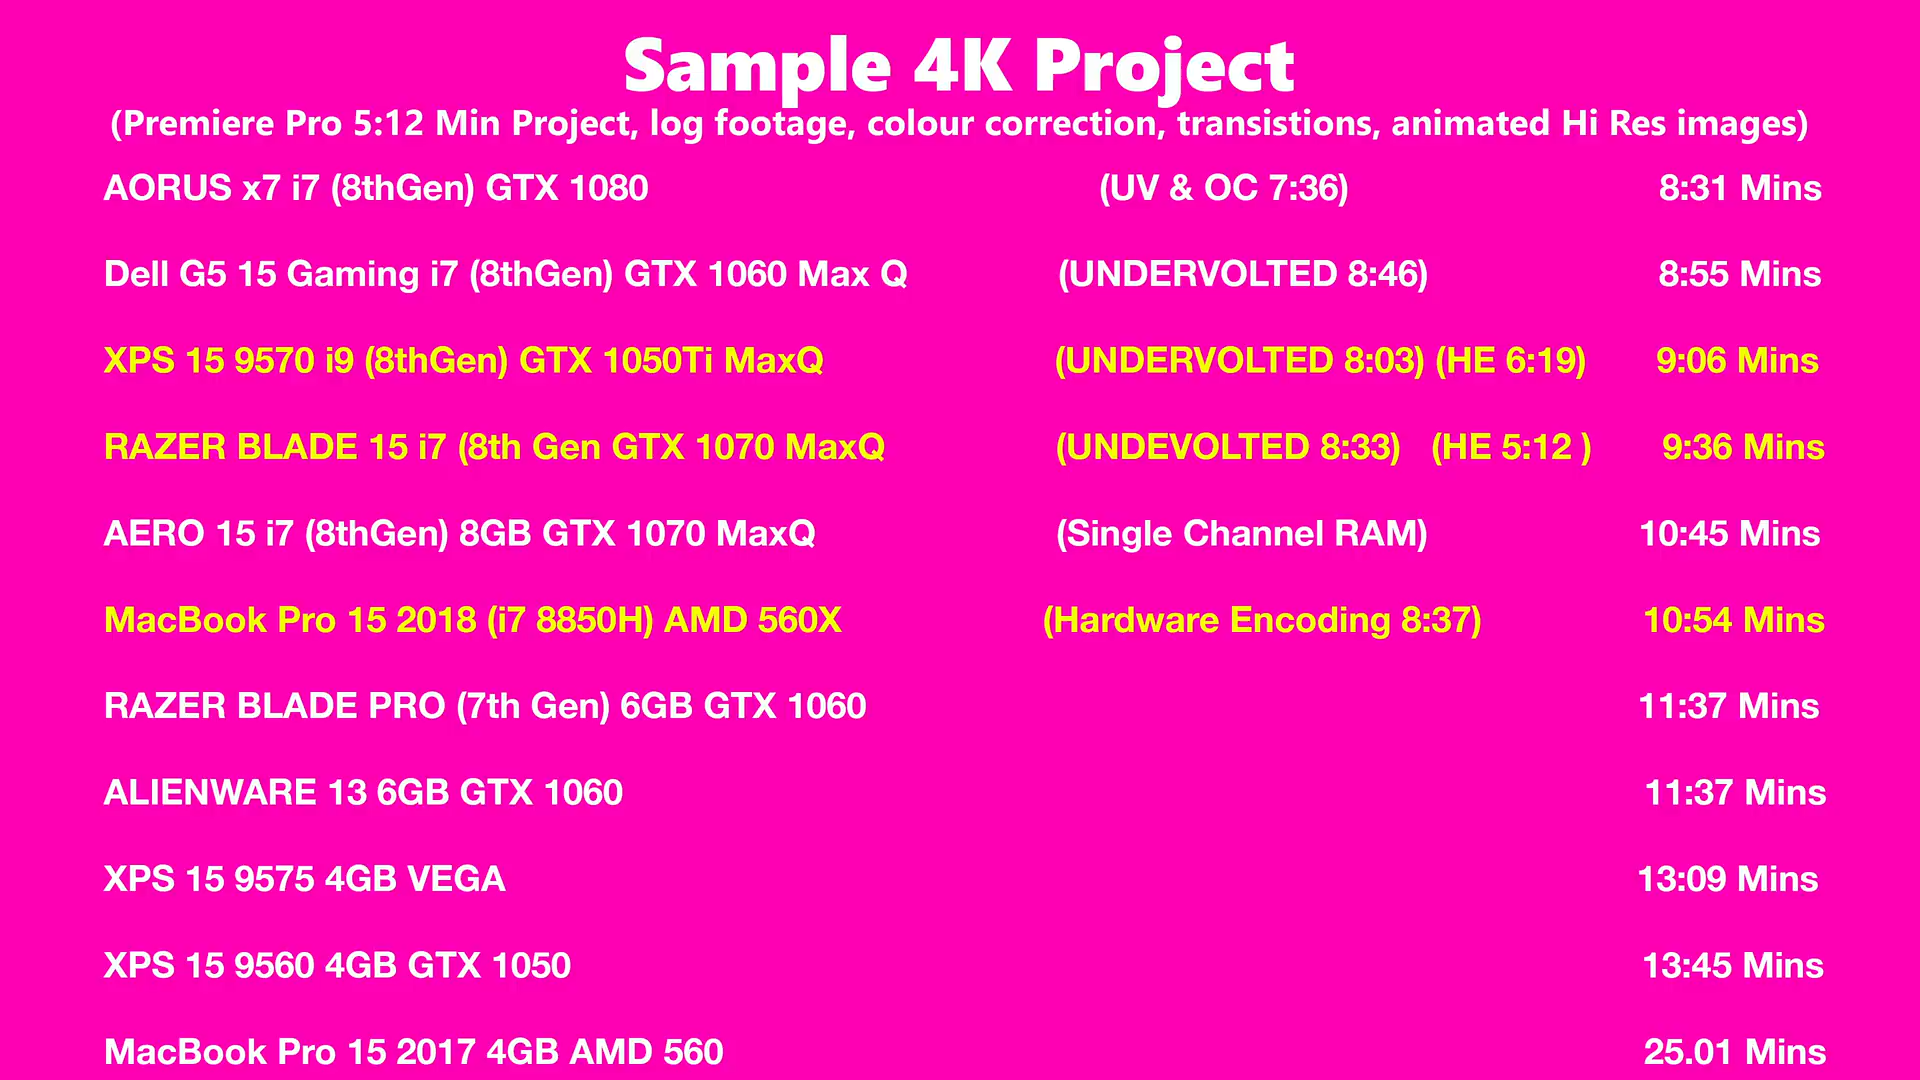 Sample 4K Project
(Premiere Pro 5:12 Min Project, log footage, colour correction, transistions, animated Hi Res images)
AORUS x7 i7 (8thGen) GTX 1080 (UV & OC 7:36) 8:31 Mins
Dell G5 15 Gaming i7 (8thGen) GTX 1060 Max Q (UNDERVOLTED 8:46) 8:55 Mins
XPS 15 9570 i9 (8thGen) GTX 1050Ti MaxQ (UNDERVOLTED 8:03) (HE 6:19) 9:06 Mins
RAZER BLADE 15 i7 (8th Gen GTX 1070 MaxQ (UNDEVOLTED 8:33) (HE 5:12 ) 9:36 Mins
AERO 15 i7 (8thGen) 8GB GTX 1070 MaxQ (Single Channel RAM) 10:45 Mins
MacBook Pro 15 2018 (i7 8850H) AMD 560X (Hardware Encoding 8:37) 10:54 Mins
RAZER BLADE PRO (7th Gen) 6GB GTX 1060 11:37 Mins
ALIENWARE 13 6GB GTX 1060 11:37 Mins
XPS 15 9575 4GB VEGA 13:09 Mins
XPS 15 9560 4GB GTX 1050 13:45 Mins
MacBook Pro 15 2017 4GB AMD 560 25.01 Mins